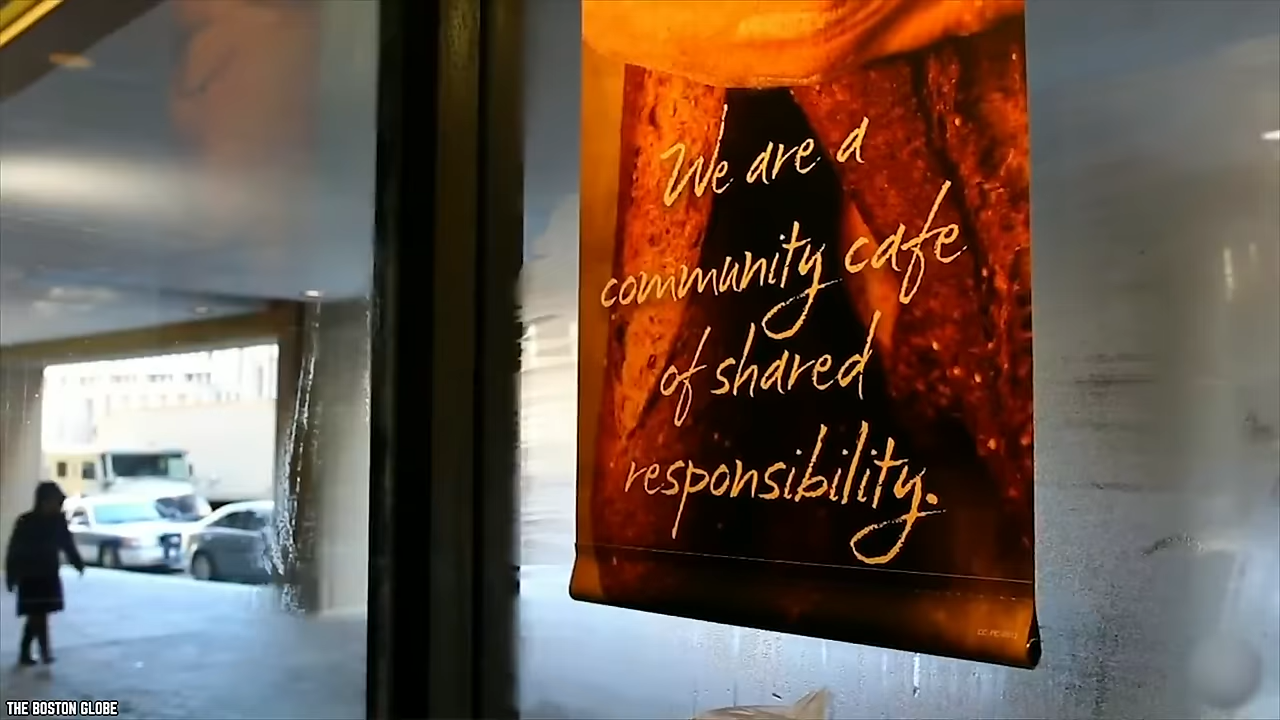 We are a
community cafe
of shared
responsibility.
THE BOSTON GLOBE